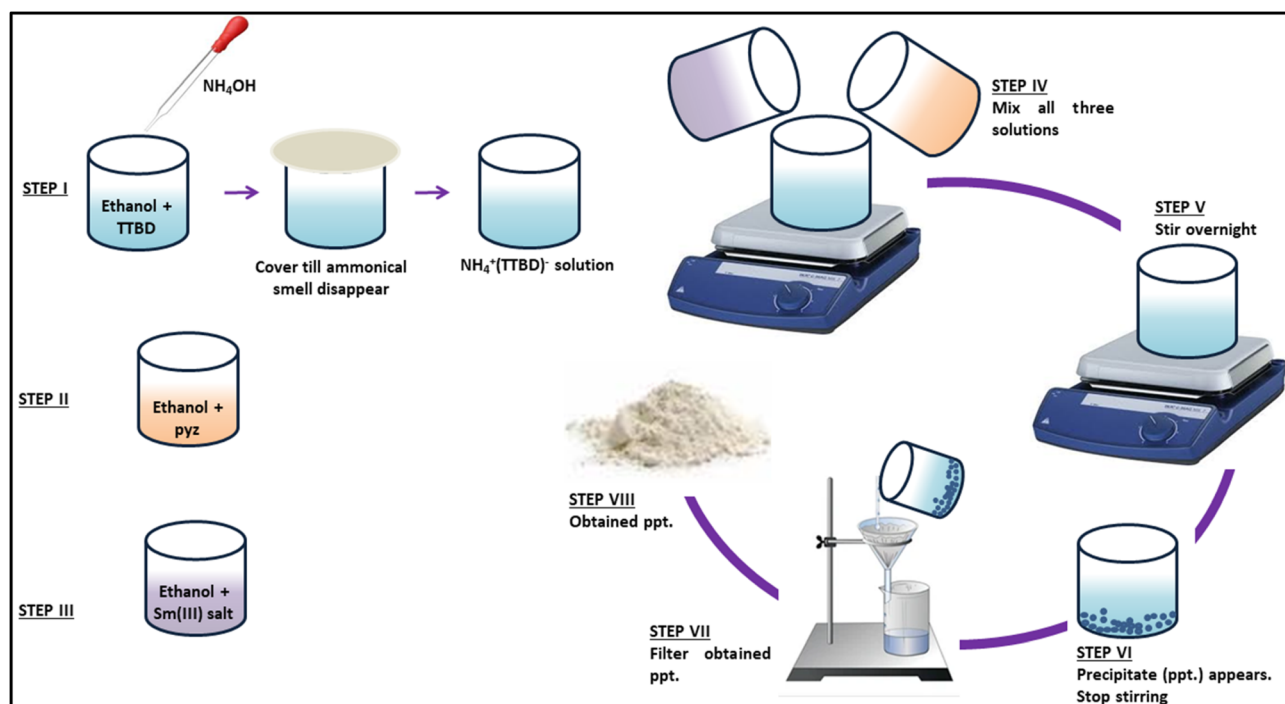 NH₄OH
STEP I
Ethanol +
TTBD
Cover till ammonical
smell disappear
NH₄⁺(TTBD)⁻ solution
STEP II
Ethanol +
pyz
STEP III
Ethanol +
Sm(III) salt
STEP IV
Mix all three
solutions
STEP V
Stir overnight
STEP VI
Precipitate (ppt.) appears.
Stop stirring
STEP VII
Filter obtained
ppt.
STEP VIII
Obtained ppt.